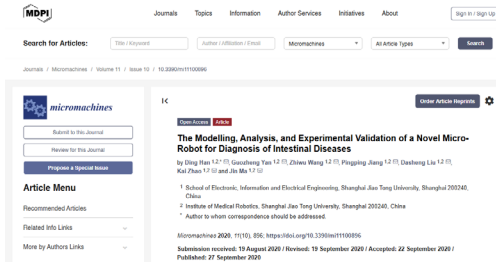 MDPI
Journals Topics Information Author Services Initiatives About
Sign In / Sign Up
Search for Articles:
Title / Keyword
Author / Affiliation / Email
Micromachines
All Article Types
Search
Journals / Micromachines / Volume 11 / Issue 10 / 10.3390/mi11100896
micromachines
Submit to this Journal
Review for this Journal
Propose a Special Issue
Article Menu
Recommended Articles
Related Info Links
More by Authors Links
Order Article Reprints
Open Access Article
The Modelling, Analysis, and Experimental Validation of a Novel Micro-
Robot for Diagnosis of Intestinal Diseases
by Ding Han 1,2,* , Guozheng Yan 1,2 , Zhiwu Wang 1,2 , Pingping Jiang 1,2 , Dasheng Liu 1,2 ,
Kai Zhao 1,2 and Jin Ma 1,2
1 School of Electronic, Information and Electrical Engineering, Shanghai Jiao Tong University, Shanghai 200240,
China
2 Institute of Medical Robotics, Shanghai Jiao Tong University, Shanghai 200240, China
* Author to whom correspondence should be addressed.
Micromachines 2020, 11(10), 896; https://doi.org/10.3390/mi11100896
Submission received: 19 August 2020 / Revised: 19 September 2020 / Accepted: 22 September 2020 /
Published: 27 September 2020